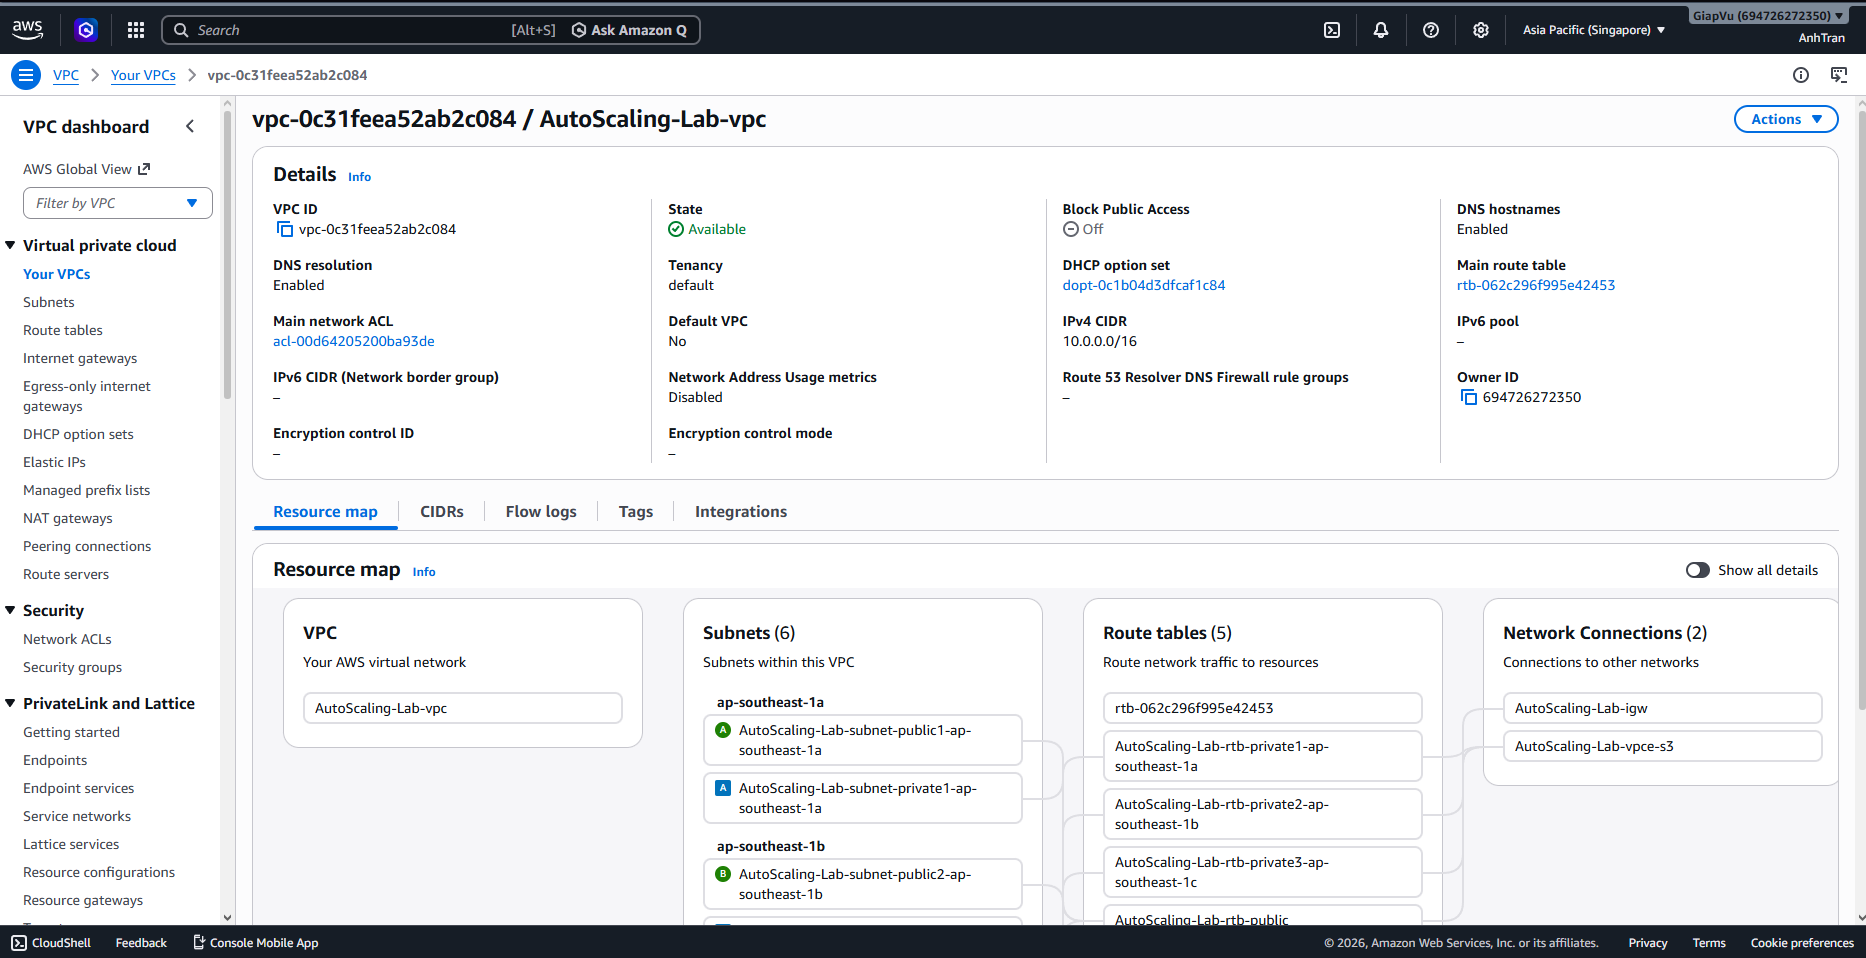 aws
Search
[Alt+S]
Ask Amazon Q
Asia Pacific (Singapore)
GiapVu (694726272350)
AnhTran
VPC
Your VPCs
vpc-0c31feea52ab2c084
VPC dashboard
AWS Global View
Filter by VPC
Virtual private cloud
Your VPCs
Subnets
Route tables
Internet gateways
Egress-only internet
gateways
DHCP option sets
Elastic IPs
Managed prefix lists
NAT gateways
Peering connections
Route servers
Security
Network ACLs
Security groups
PrivateLink and Lattice
Getting started
Endpoints
Endpoint services
Service networks
Lattice services
Resource configurations
Resource gateways
vpc-0c31feea52ab2c084 / AutoScaling-Lab-vpc
Actions
Details Info
VPC ID
vpc-0c31feea52ab2c084
State
Available
Block Public Access
Off
DNS hostnames
Enabled
DNS resolution
Enabled
Tenancy
default
DHCP option set
dopt-0c1b04d3dfcaf1c84
Main route table
rtb-062c296f995e42453
Main network ACL
acl-00d64205200ba93de
Default VPC
No
IPv4 CIDR
10.0.0.0/16
IPv6 pool
–
IPv6 CIDR (Network border group)
–
Network Address Usage metrics
Disabled
Route 53 Resolver DNS Firewall rule groups
–
Owner ID
694726272350
Encryption control ID
–
Encryption control mode
–
Resource map
CIDRs
Flow logs
Tags
Integrations
Resource map Info
Show all details
VPC
Your AWS virtual network
AutoScaling-Lab-vpc
Subnets (6)
Subnets within this VPC
ap-southeast-1a
A AutoScaling-Lab-subnet-public1-ap-
southeast-1a
A AutoScaling-Lab-subnet-private1-ap-
southeast-1a
ap-southeast-1b
B AutoScaling-Lab-subnet-public2-ap-
southeast-1b
Route tables (5)
Route network traffic to resources
rtb-062c296f995e42453
AutoScaling-Lab-rtb-private1-ap-
southeast-1a
AutoScaling-Lab-rtb-private2-ap-
southeast-1b
AutoScaling-Lab-rtb-private3-ap-
southeast-1c
AutoScaling-Lab-rtb-public
Network Connections (2)
Connections to other networks
AutoScaling-Lab-igw
AutoScaling-Lab-vpce-s3
CloudShell
Feedback
Console Mobile App
© 2026, Amazon Web Services, Inc. or its affiliates.
Privacy
Terms
Cookie preferences